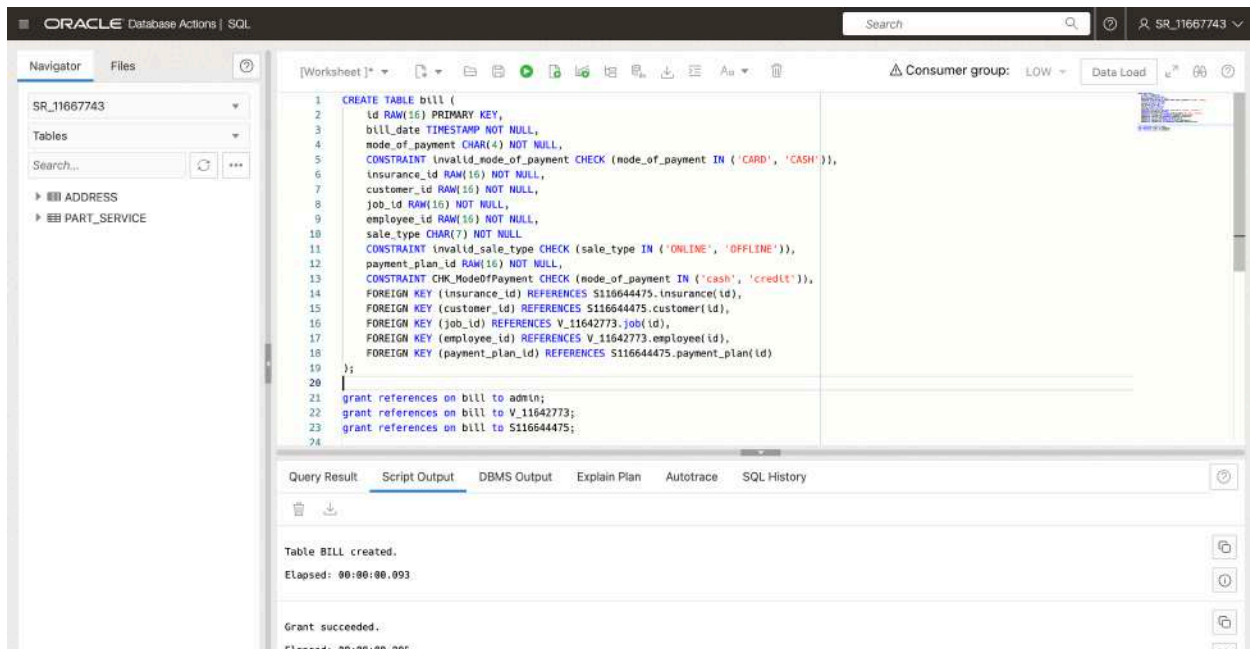 ORACLE Database Actions | SQL
Search
SR_11667743
Navigator Files
[Worksheet]*
Aa
Consumer group: LOW
Data Load
SR_11667743
Tables
Search...
ADDRESS
PART_SERVICE
1 CREATE TABLE bill (
2 id RAW(16) PRIMARY KEY,
3 bill_date TIMESTAMP NOT NULL,
4 mode_of_payment CHAR(4) NOT NULL,
5 CONSTRAINT invalid_mode_of_payment CHECK (mode_of_payment IN ('CARD', 'CASH')),
6 insurance_id RAW(16) NOT NULL,
7 customer_id RAW(16) NOT NULL,
8 job_id RAW(16) NOT NULL,
9 employee_id RAW(16) NOT NULL,
10 sale_type CHAR(7) NOT NULL
11 CONSTRAINT invalid_sale_type CHECK (sale_type IN ('ONLINE', 'OFFLINE')),
12 payment_plan_id RAW(16) NOT NULL,
13 CONSTRAINT CHK_ModeOfPayment CHECK (mode_of_payment IN ('cash', 'credit')),
14 FOREIGN KEY (insurance_id) REFERENCES S116644475.insurance(id),
15 FOREIGN KEY (customer_id) REFERENCES S116644475.customer(id),
16 FOREIGN KEY (job_id) REFERENCES V_11642773.job(id),
17 FOREIGN KEY (employee_id) REFERENCES V_11642773.employee(id),
18 FOREIGN KEY (payment_plan_id) REFERENCES S116644475.payment_plan(id)
19 );
20
21 grant references on bill to admin;
22 grant references on bill to V_11642773;
23 grant references on bill to S116644475;
24
Query Result Script Output DBMS Output Explain Plan Autotrace SQL History
Table BILL created.
Elapsed: 00:00:00.093
Grant succeeded.